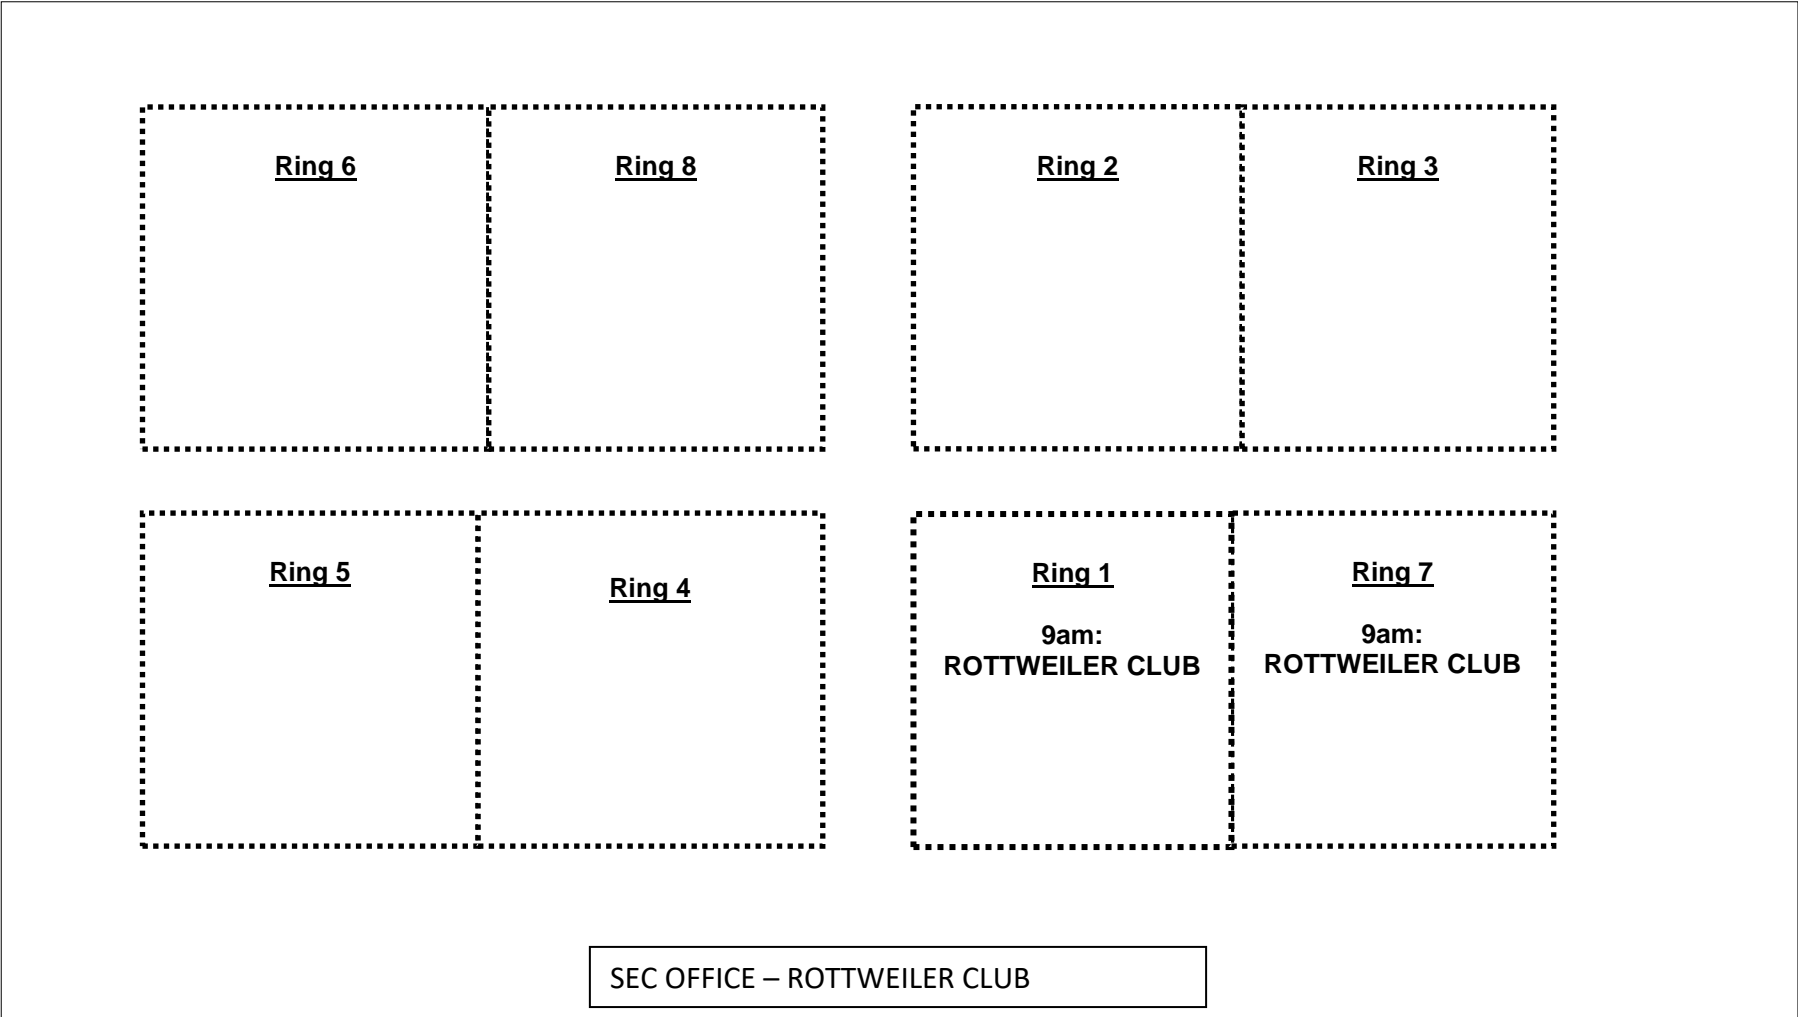 Ring 6
Ring 8
Ring 2
Ring 3
Ring 5
Ring 4
Ring 1
9am:
ROTTWEILER CLUB
Ring 7
9am:
ROTTWEILER CLUB
SEC OFFICE – ROTTWEILER CLUB